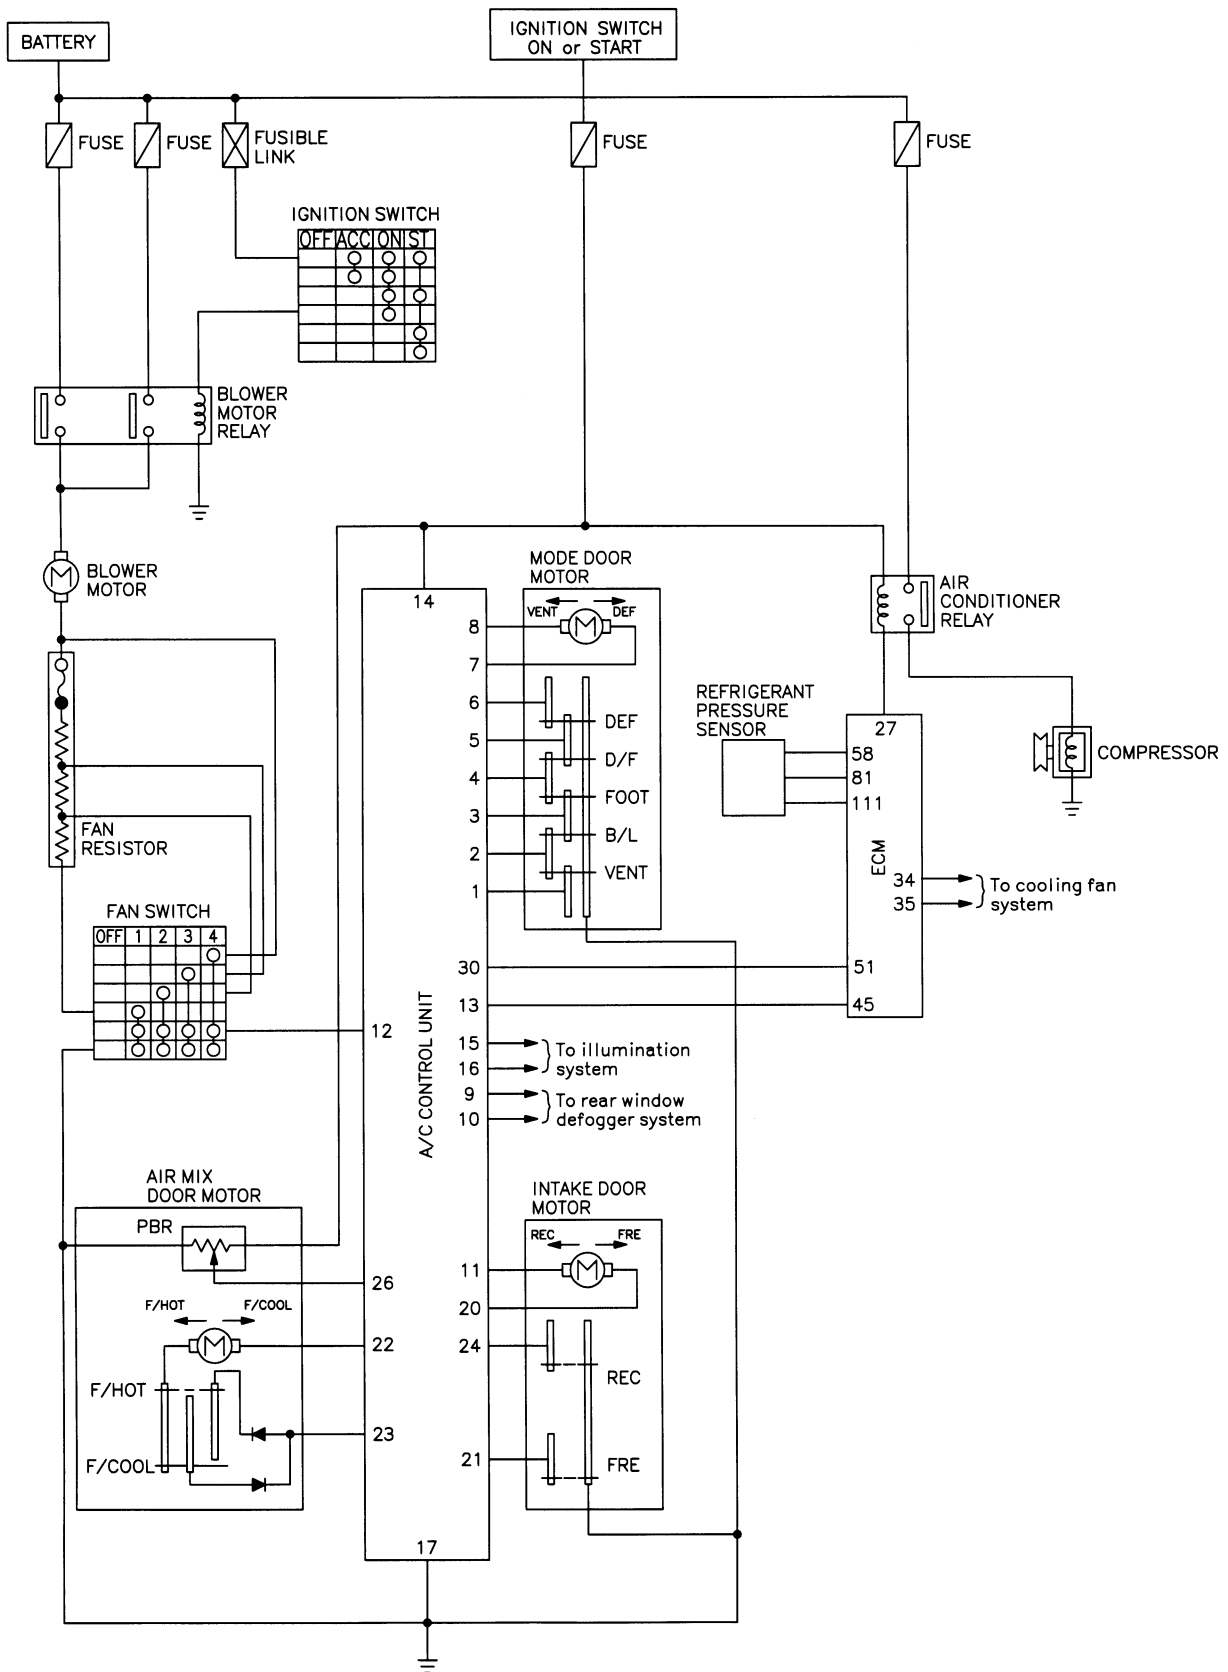 BATTERY
IGNITION SWITCH
ON or START
FUSE
FUSE
FUSIBLE
LINK
FUSE
FUSE
IGNITION SWITCH
OFF ACC ON ST
BLOWER
MOTOR
RELAY
BLOWER
MOTOR
M
MODE DOOR
MOTOR
VENT
DEF
M
AIR
CONDITIONER
RELAY
14
8
7
6
5
4
3
2
1
DEF
D/F
FOOT
B/L
VENT
REFRIGERANT
PRESSURE
SENSOR
27
58
81
111
ECM
34
35
To cooling fan
system
COMPRESSOR
FAN
RESISTOR
FAN SWITCH
OFF 1 2 3 4
12
A/C CONTROL UNIT
30
13
51
45
15
16
To illumination
system
9
10
To rear window
defogger system
AIR MIX
DOOR MOTOR
PBR
26
F/HOT
F/COOL
M
22
F/HOT
F/COOL
23
INTAKE DOOR
MOTOR
REC
FRE
M
11
20
24
REC
21
FRE
17